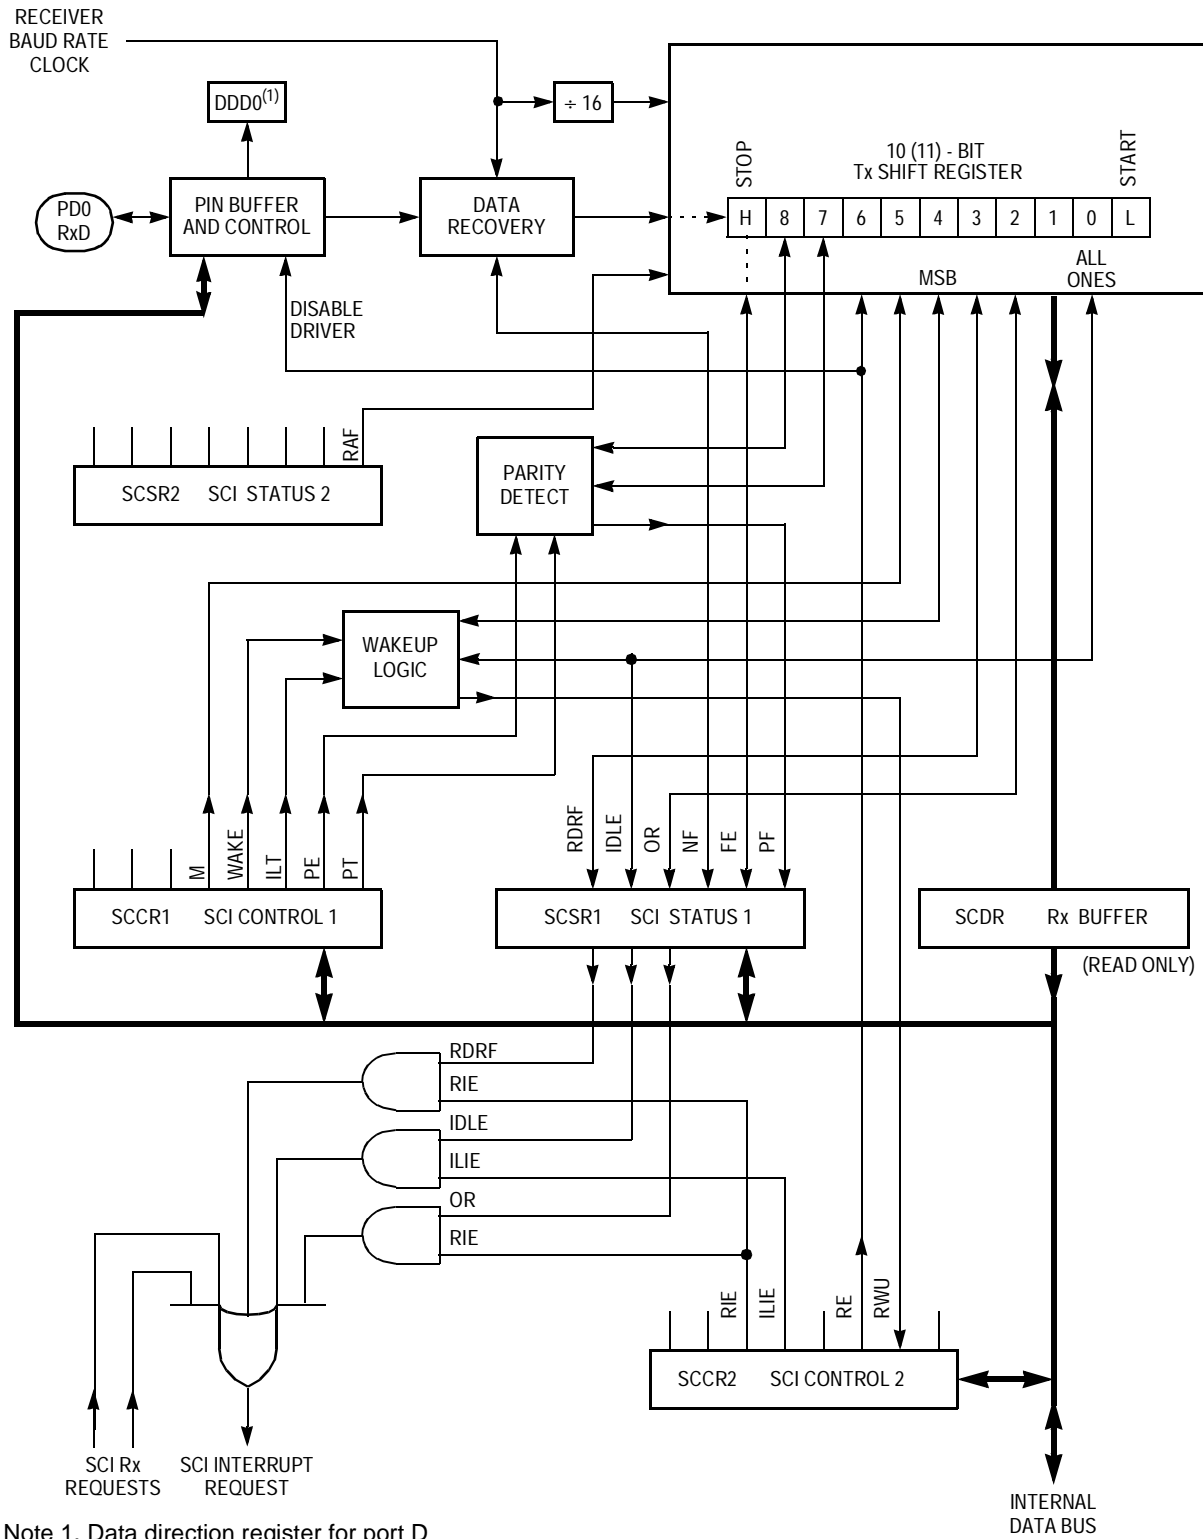 RECEIVER
BAUD RATE
CLOCK
DDD0(1)
÷ 16
STOP
10 (11) - BIT
Tx SHIFT REGISTER
START
PD0
RxD
PIN BUFFER
AND CONTROL
DATA
RECOVERY
H 8 7 6 5 4 3 2 1 0 L
ALL
ONES
MSB
DISABLE
DRIVER
RAF
SCSR2 SCI STATUS 2
PARITY
DETECT
WAKEUP
LOGIC
M
WAKE
ILT
PE
PT
RDRF
IDLE
OR
NF
FE
PF
SCCR1 SCI CONTROL 1
SCSR1 SCI STATUS 1
SCDR Rx BUFFER
(READ ONLY)
RDRF
RIE
IDLE
ILIE
OR
RIE
RIE
ILIE
RE
RWU
SCCR2 SCI CONTROL 2
SCI Rx
REQUESTS
SCI INTERRUPT
REQUEST
INTERNAL
DATA BUS
Note 1. Data direction register for port D